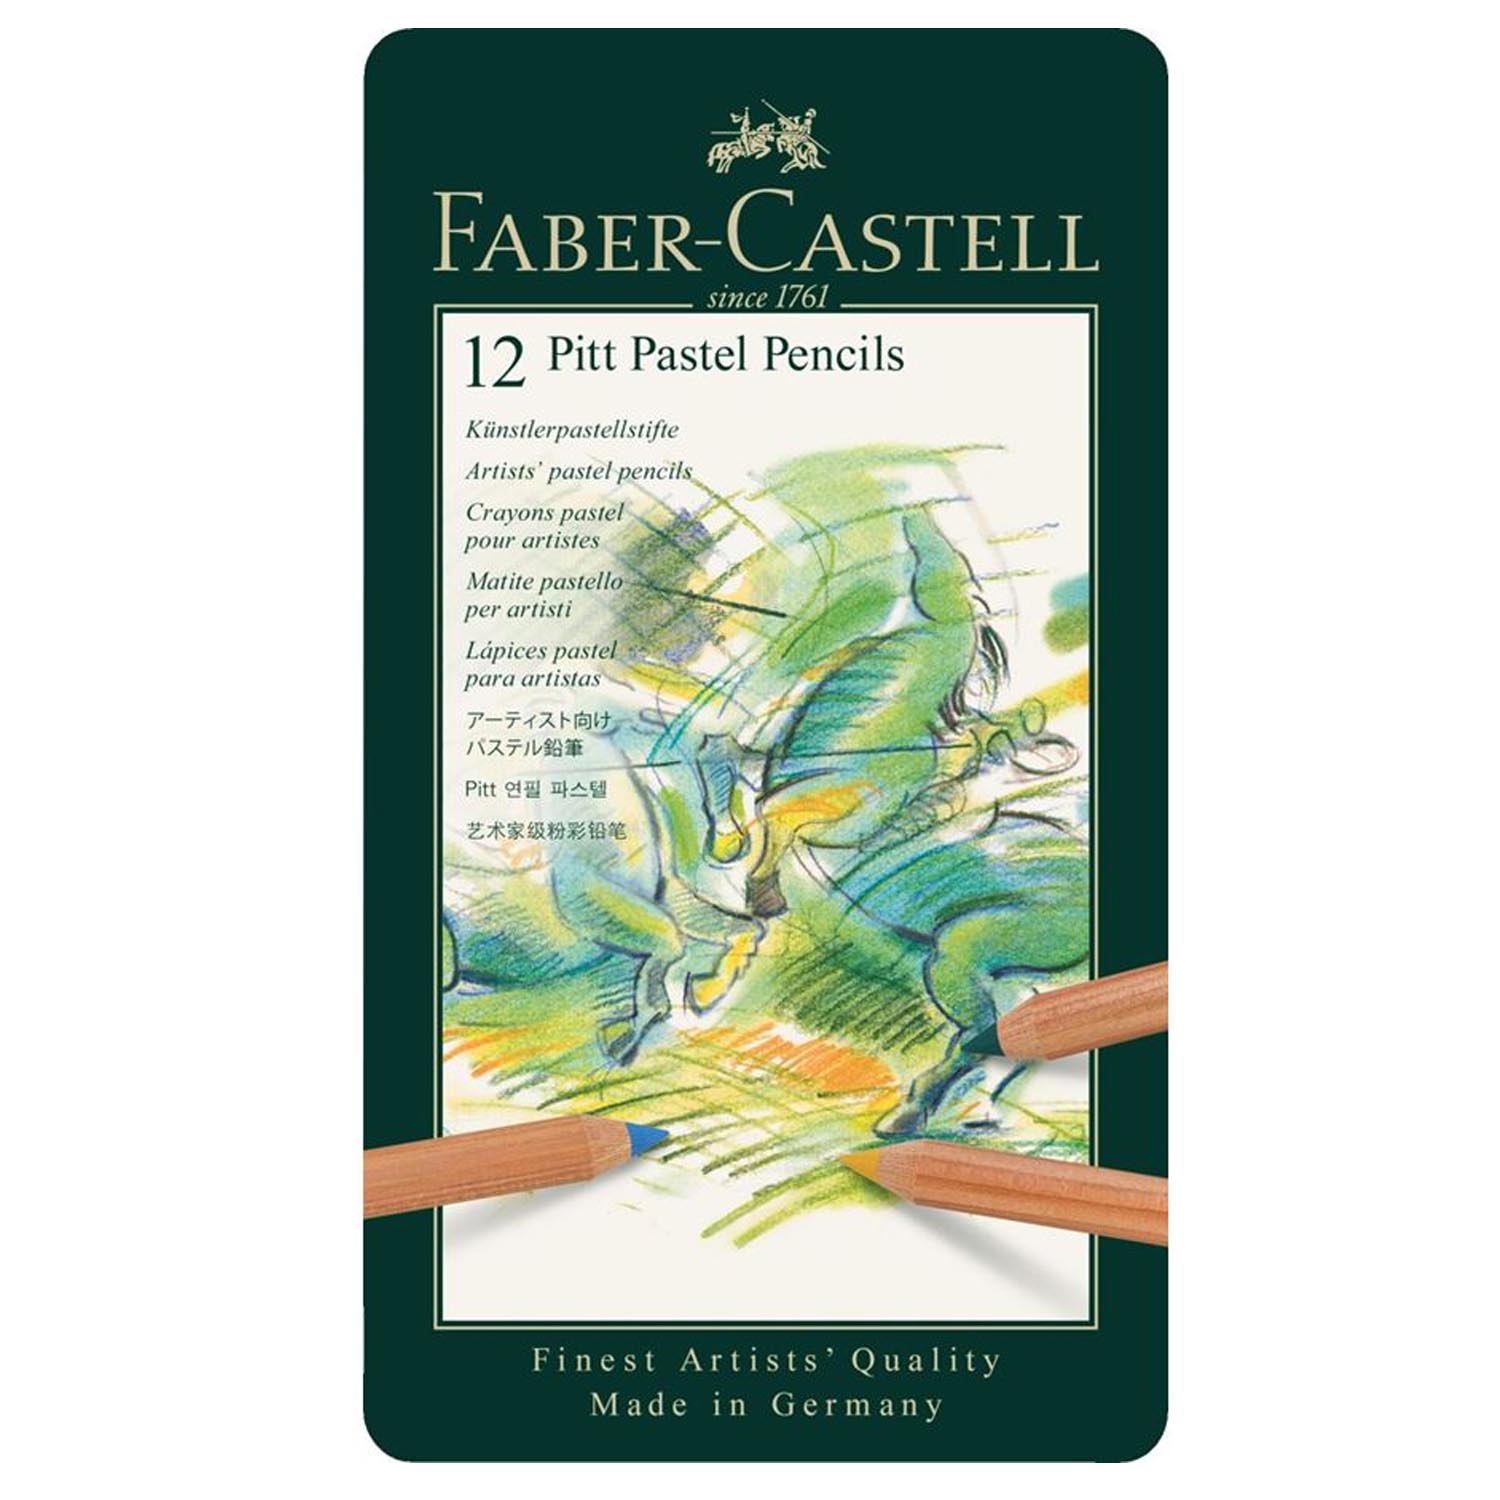 FABER-CASTELL
since 1761
12 Pitt Pastel Pencils
Künstlerpastellstifte
Artists' pastel pencils
Crayons pastel
pour artistes
Matite pastello
per artisti
Lápices pastel
para artistas
アーティスト向け
パステル鉛筆
Pitt 연필 파스텔
艺术家级粉彩铅笔
Finest Artists' Quality
Made in Germany